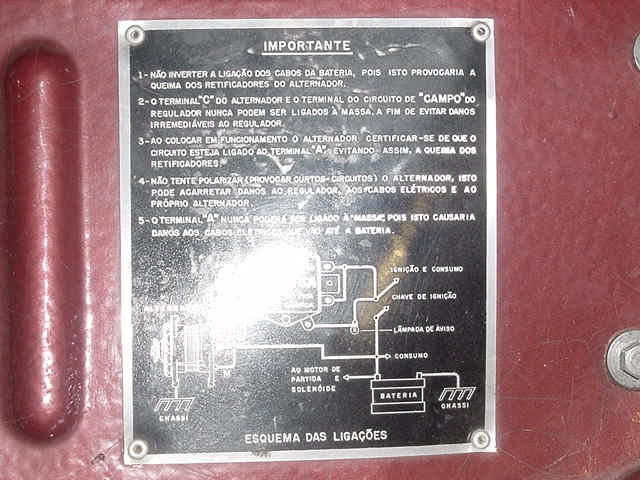 IMPORTANTE
1-NÃO INVERTER A LIGAÇÃO DOS CABOS DA BATERIA, POIS ISTO PROVOCARIA A
QUEIMA DOS RETIFICADORES DO ALTERNADOR.
2-O TERMINAL "C" DO ALTERNADOR E O TERMINAL DO CIRCUITO DE "CAMPO" DO
REGULADOR NUNCA PODEM SER LIGADOS À MASSA, A FIM DE EVITAR DANOS
IRREMEDIÁVEIS AO REGULADOR.
3-AO COLOCAR EM FUNCIONAMENTO O ALTERNADOR CERTIFICAR-SE DE QUE O
CIRCUITO ESTEJA LIGADO AO TERMINAL "A", EVITANDO ASSIM, A QUEIMA DOS
RETIFICADORES.
4-NÃO TENTE POLARIZAR (PROVOCAR CURTOS-CIRCUITOS) O ALTERNADOR, ISTO
PODE ACARRETAR DANOS AO REGULADOR, AOS CABOS ELÉTRICOS E AO
PRÓPRIO ALTERNADOR.
5-O TERMINAL "A" NUNCA PODERÁ SER LIGADO À "MASSA", POIS ISTO CAUSARIA
DANOS AOS CABOS ELÉTRICOS QUE VÃO ATÉ A BATERIA.
IGNIÇÃO E CONSUMO
CHAVE DE IGNIÇÃO
LÂMPADA DE AVISO
CONSUMO
M
AO MOTOR DE
PARTIDA E
SOLENÓIDE
BATERIA
CHASSI
CHASSI
ESQUEMA DAS LIGAÇÕES